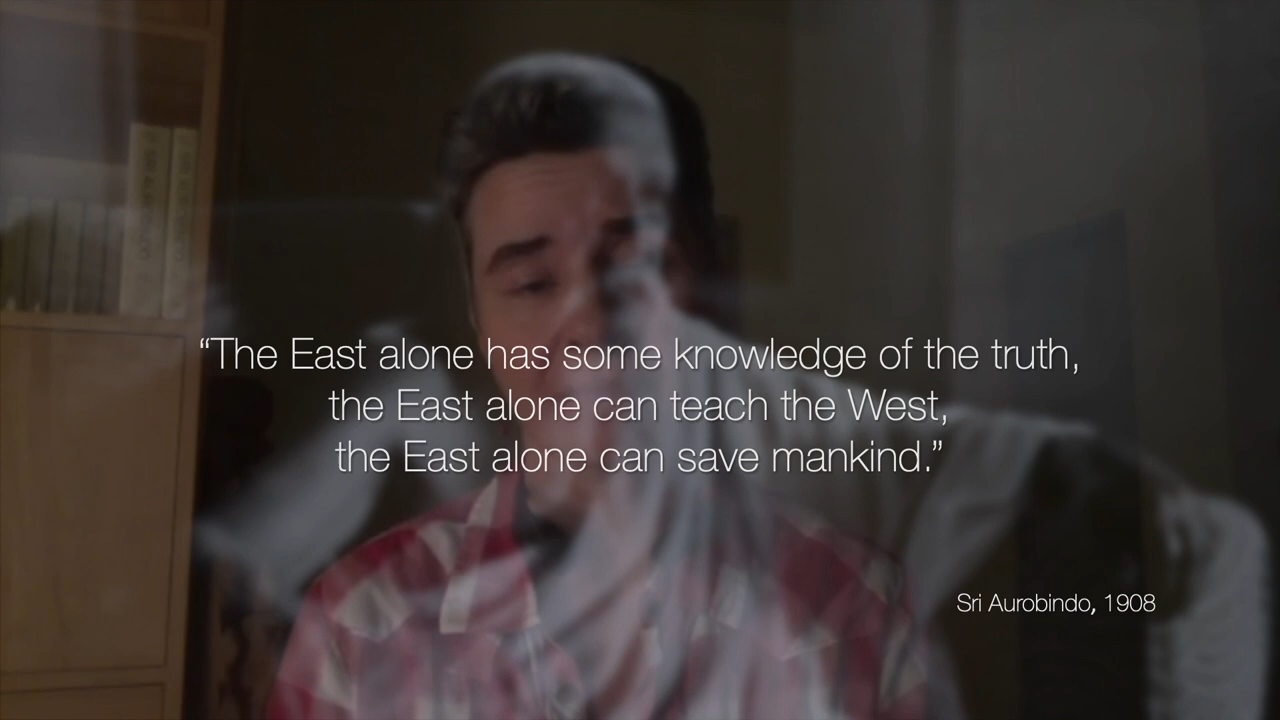 “The East alone has some knowledge of the truth,
the East alone can teach the West,
the East alone can save mankind.”
Sri Aurobindo, 1908